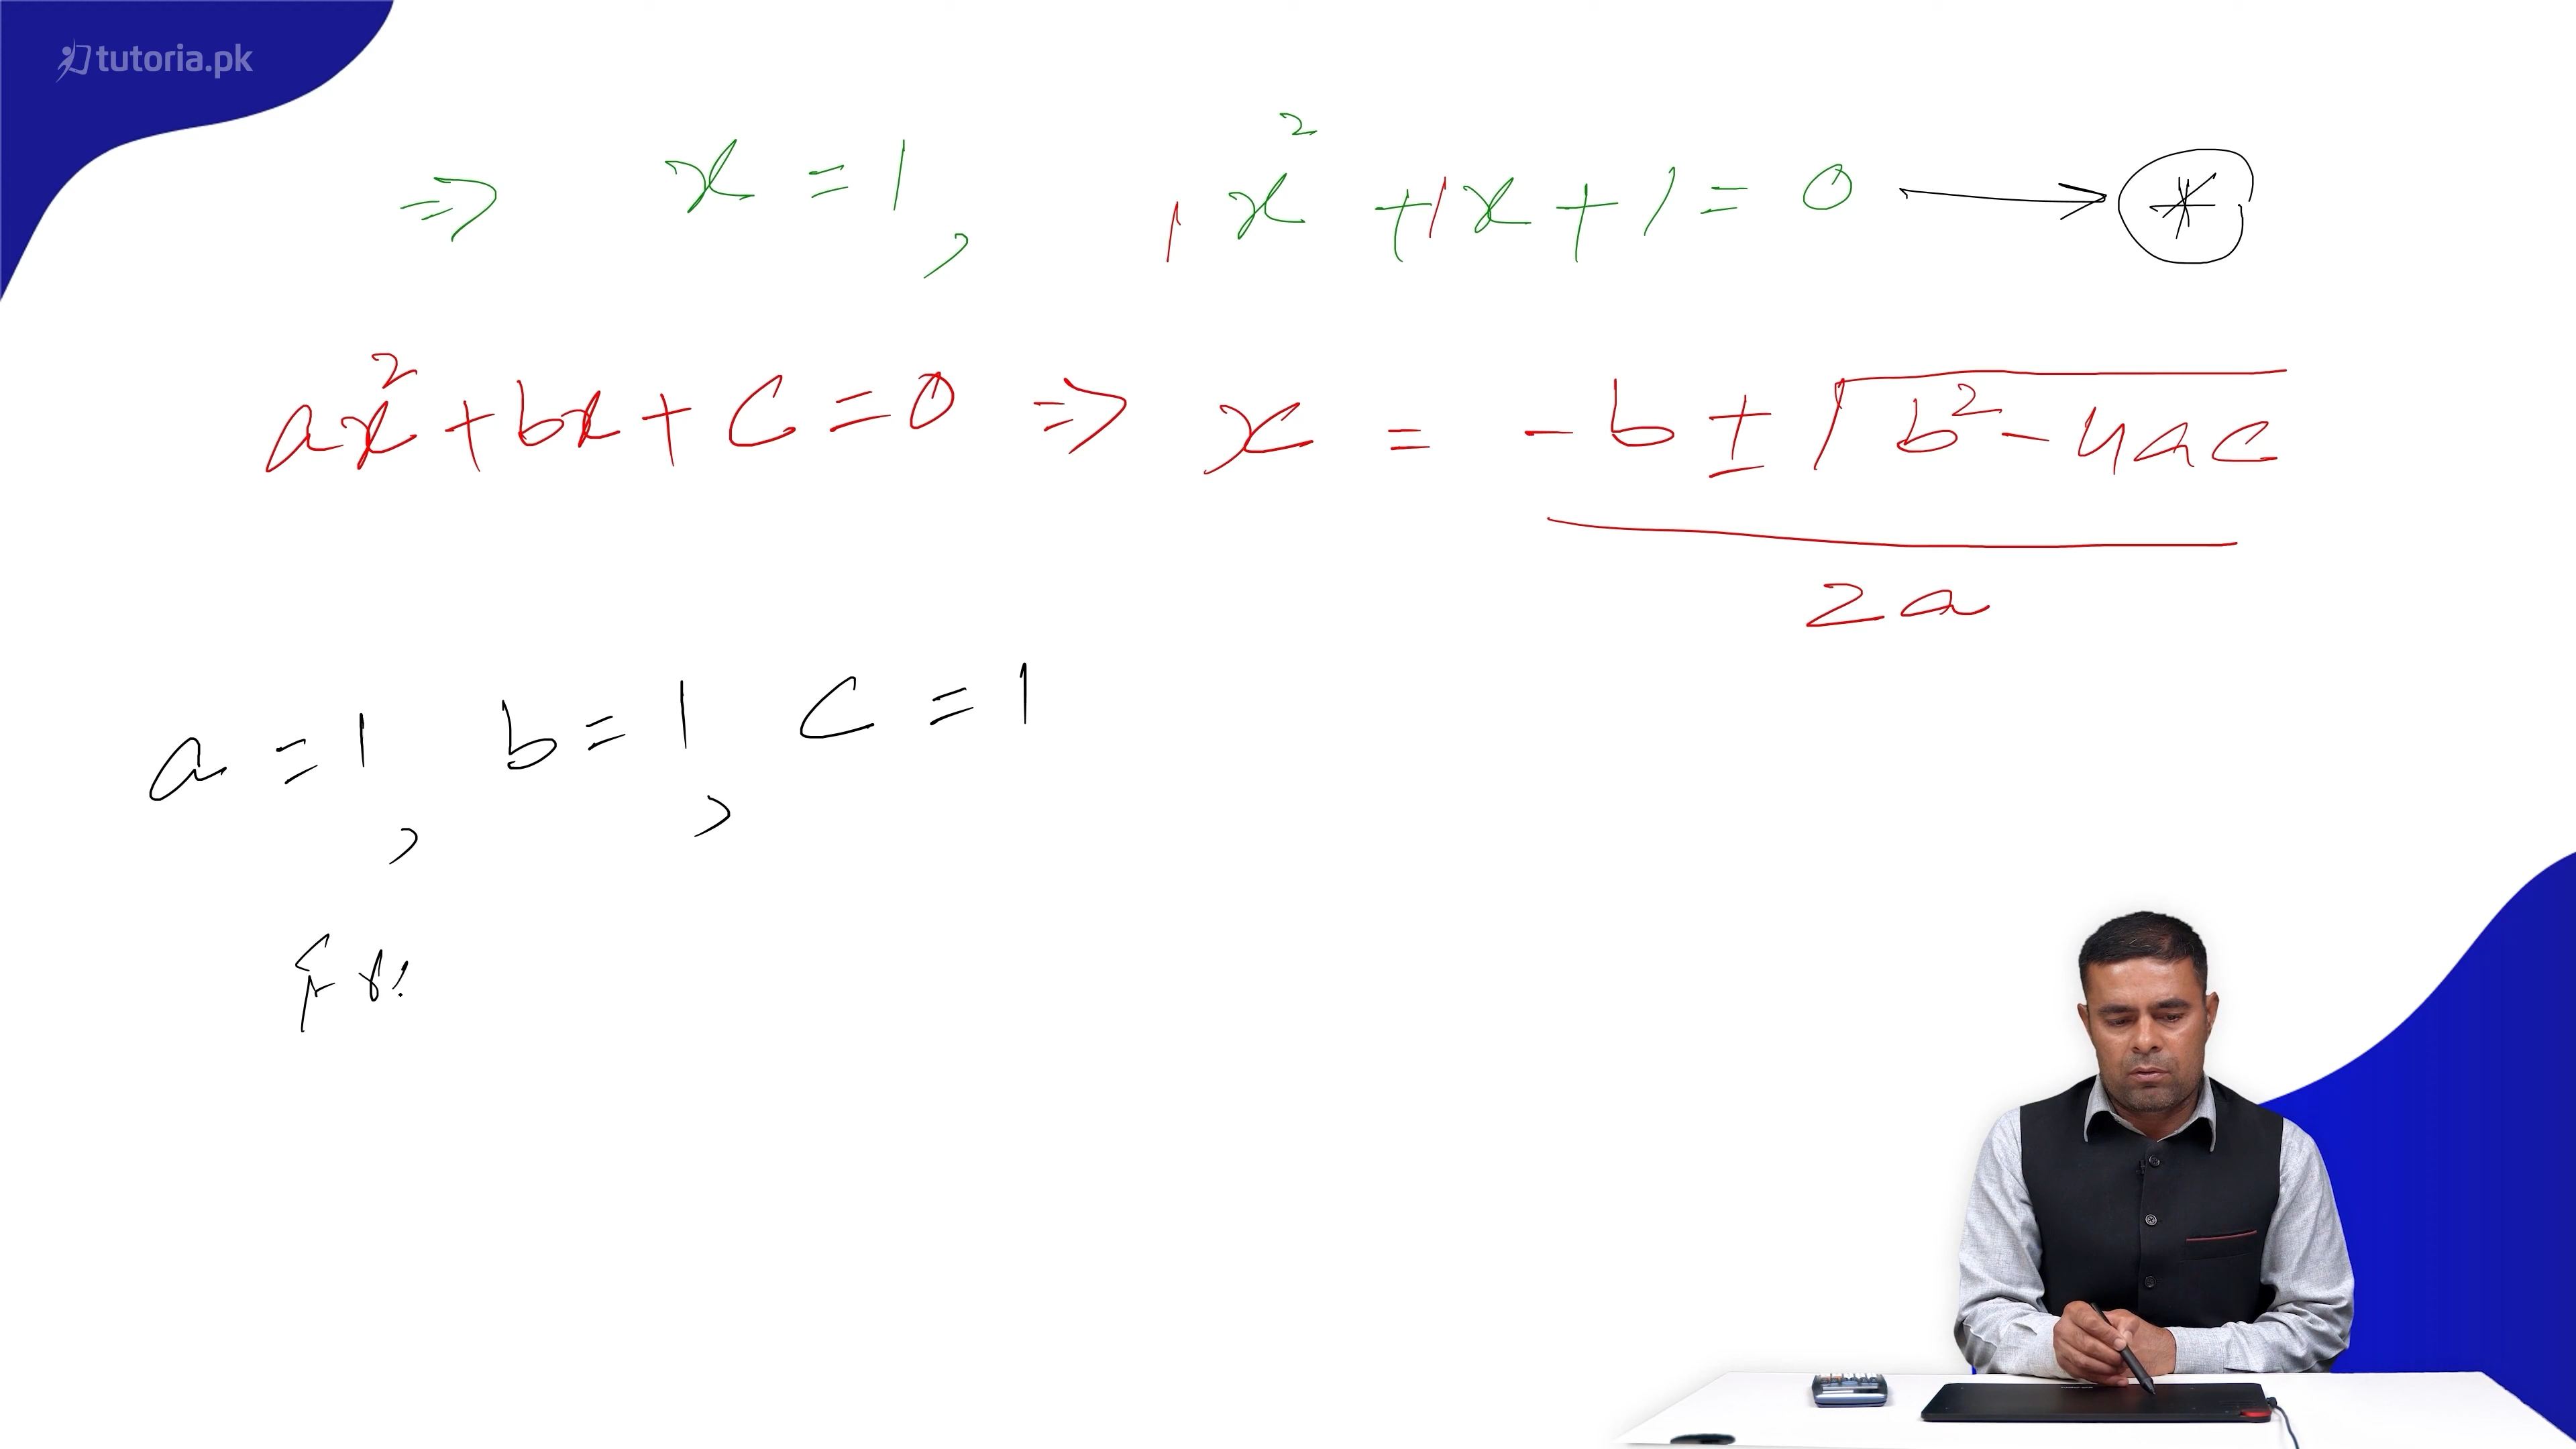 tutoria.pk
⇒ x = 1, 1x² + 1x + 1 = 0 → *
ax² + bx + c = 0 ⇒ x = -b ± √(b² - 4ac) / 2a
a = 1, b = 1, c = 1